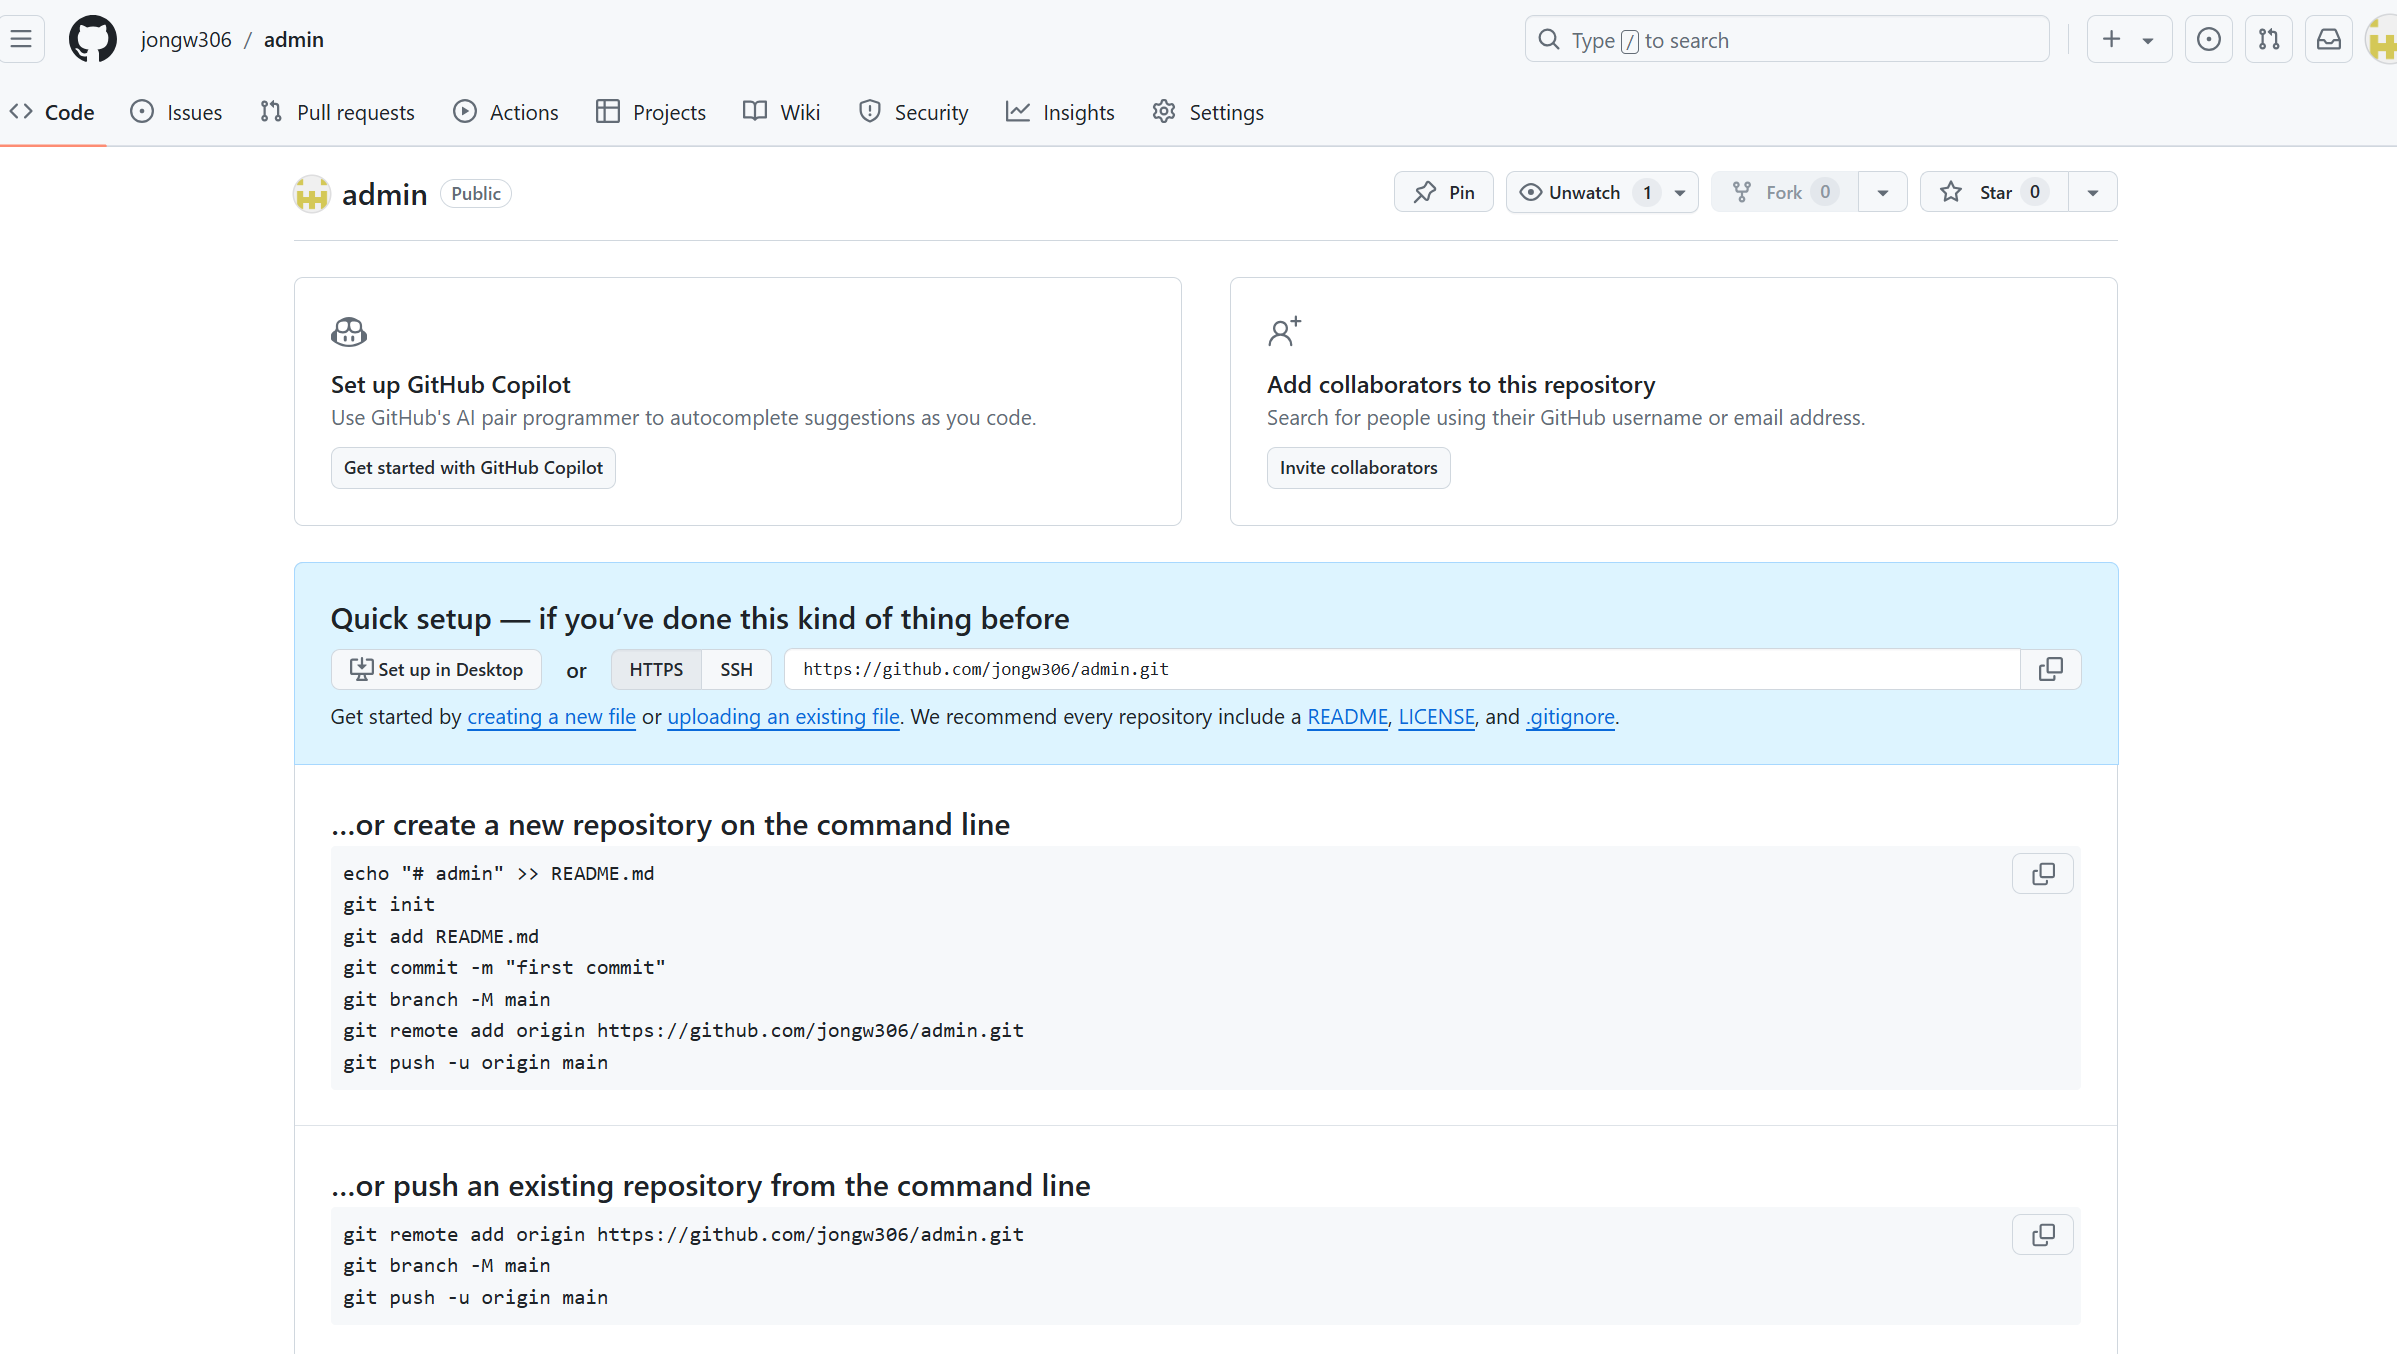 jongw306 / admin
Type / to search
Code Issues Pull requests Actions Projects Wiki Security Insights Settings
admin Public
Pin Unwatch 1 Fork 0 Star 0
Set up GitHub Copilot
Use GitHub's AI pair programmer to autocomplete suggestions as you code.
Get started with GitHub Copilot
Add collaborators to this repository
Search for people using their GitHub username or email address.
Invite collaborators
Quick setup — if you’ve done this kind of thing before
Set up in Desktop or HTTPS SSH https://github.com/jongw306/admin.git
Get started by creating a new file or uploading an existing file. We recommend every repository include a README, LICENSE, and .gitignore.
…or create a new repository on the command line
echo "# admin" >> README.md
git init
git add README.md
git commit -m "first commit"
git branch -M main
git remote add origin https://github.com/jongw306/admin.git
git push -u origin main
…or push an existing repository from the command line
git remote add origin https://github.com/jongw306/admin.git
git branch -M main
git push -u origin main